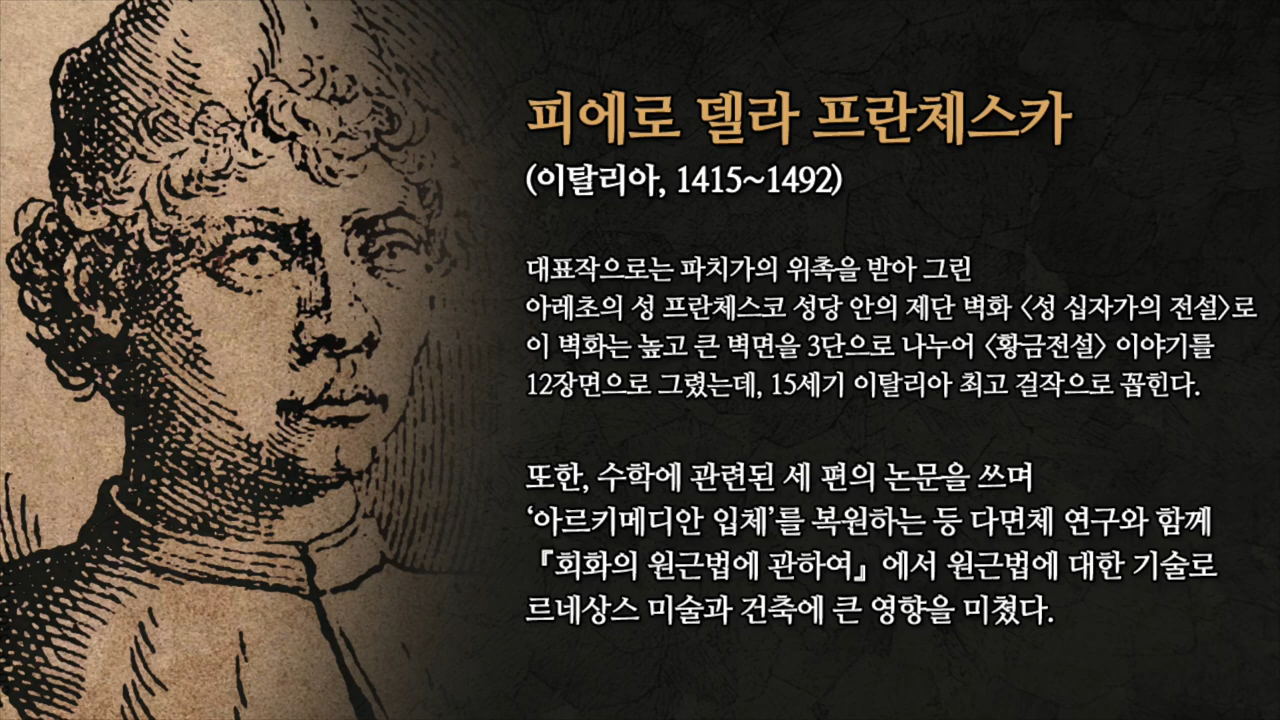 피에로 델라 프란체스카
(이탈리아, 1415~1492)
대표작으로는 파치가의 위촉을 받아 그린
아레초의 성 프란체스코 성당 안의 제단 벽화 〈성 십자가의 전설〉로
이 벽화는 높고 큰 벽면을 3단으로 나누어 〈황금전설〉 이야기를
12장면으로 그렸는데, 15세기 이탈리아 최고 걸작으로 꼽힌다.
또한, 수학에 관련된 세 편의 논문을 쓰며
‘아르키메디안 입체’를 복원하는 등 다면체 연구와 함께
『회화의 원근법에 관하여』에서 원근법에 대한 기술로
르네상스 미술과 건축에 큰 영향을 미쳤다.